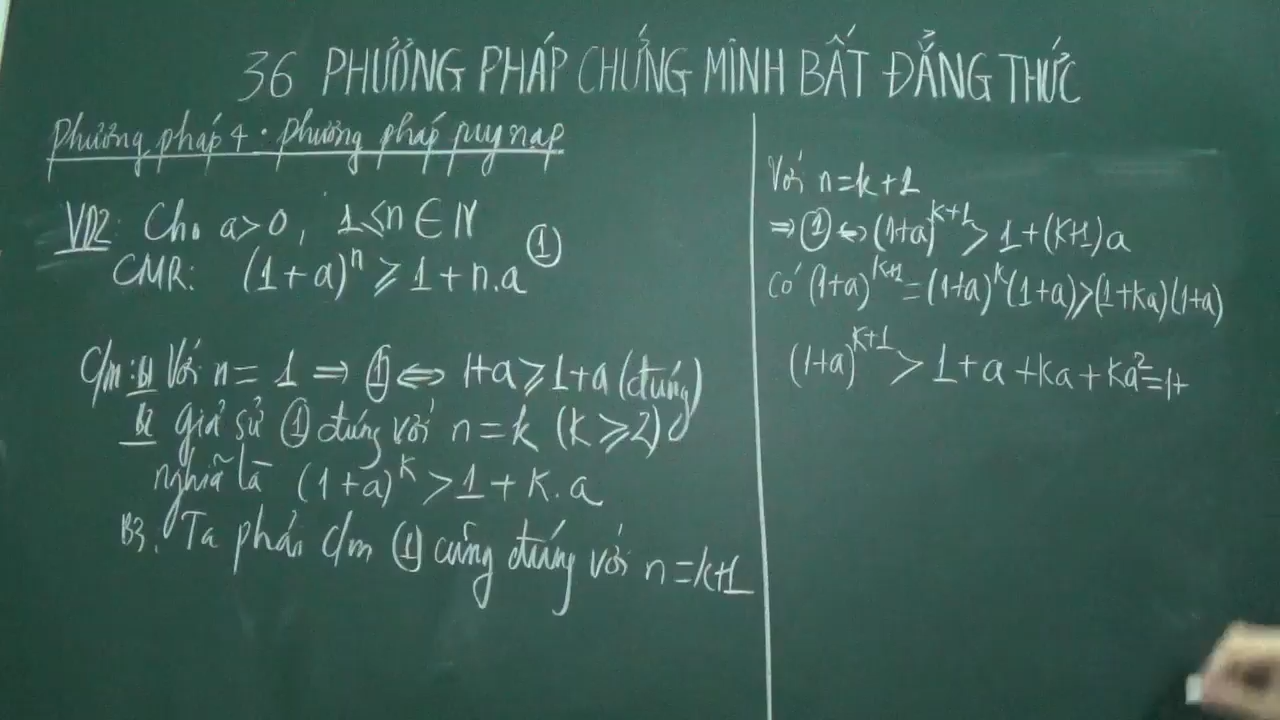 36 PHƯƠNG PHÁP CHỨNG MINH BẤT ĐẲNG THỨC
Phương pháp 4. Phương pháp quy nạp
VD2: Cho a>0, 1≤n∈N
CMR: (1+a)ⁿ ≥ 1+n.a ①
C/m: B1 Với n=1 ⇒ ① ⇔ 1+a ≥ 1+a (đúng)
B2 giả sử ① đúng với n=k (k≥2)
nghĩa là (1+a)^k > 1+k.a
B3: Ta phải c/m ① cũng đúng với n=k+1
Với n=k+1
⇒ ① ⇔ (1+a)^{k+1} > 1+(k+1)a
có (1+a)^{k+1} = (1+a)^k(1+a) > (1+ka)(1+a)
(1+a)^{k+1} > 1+a+ka+ka² = 1+